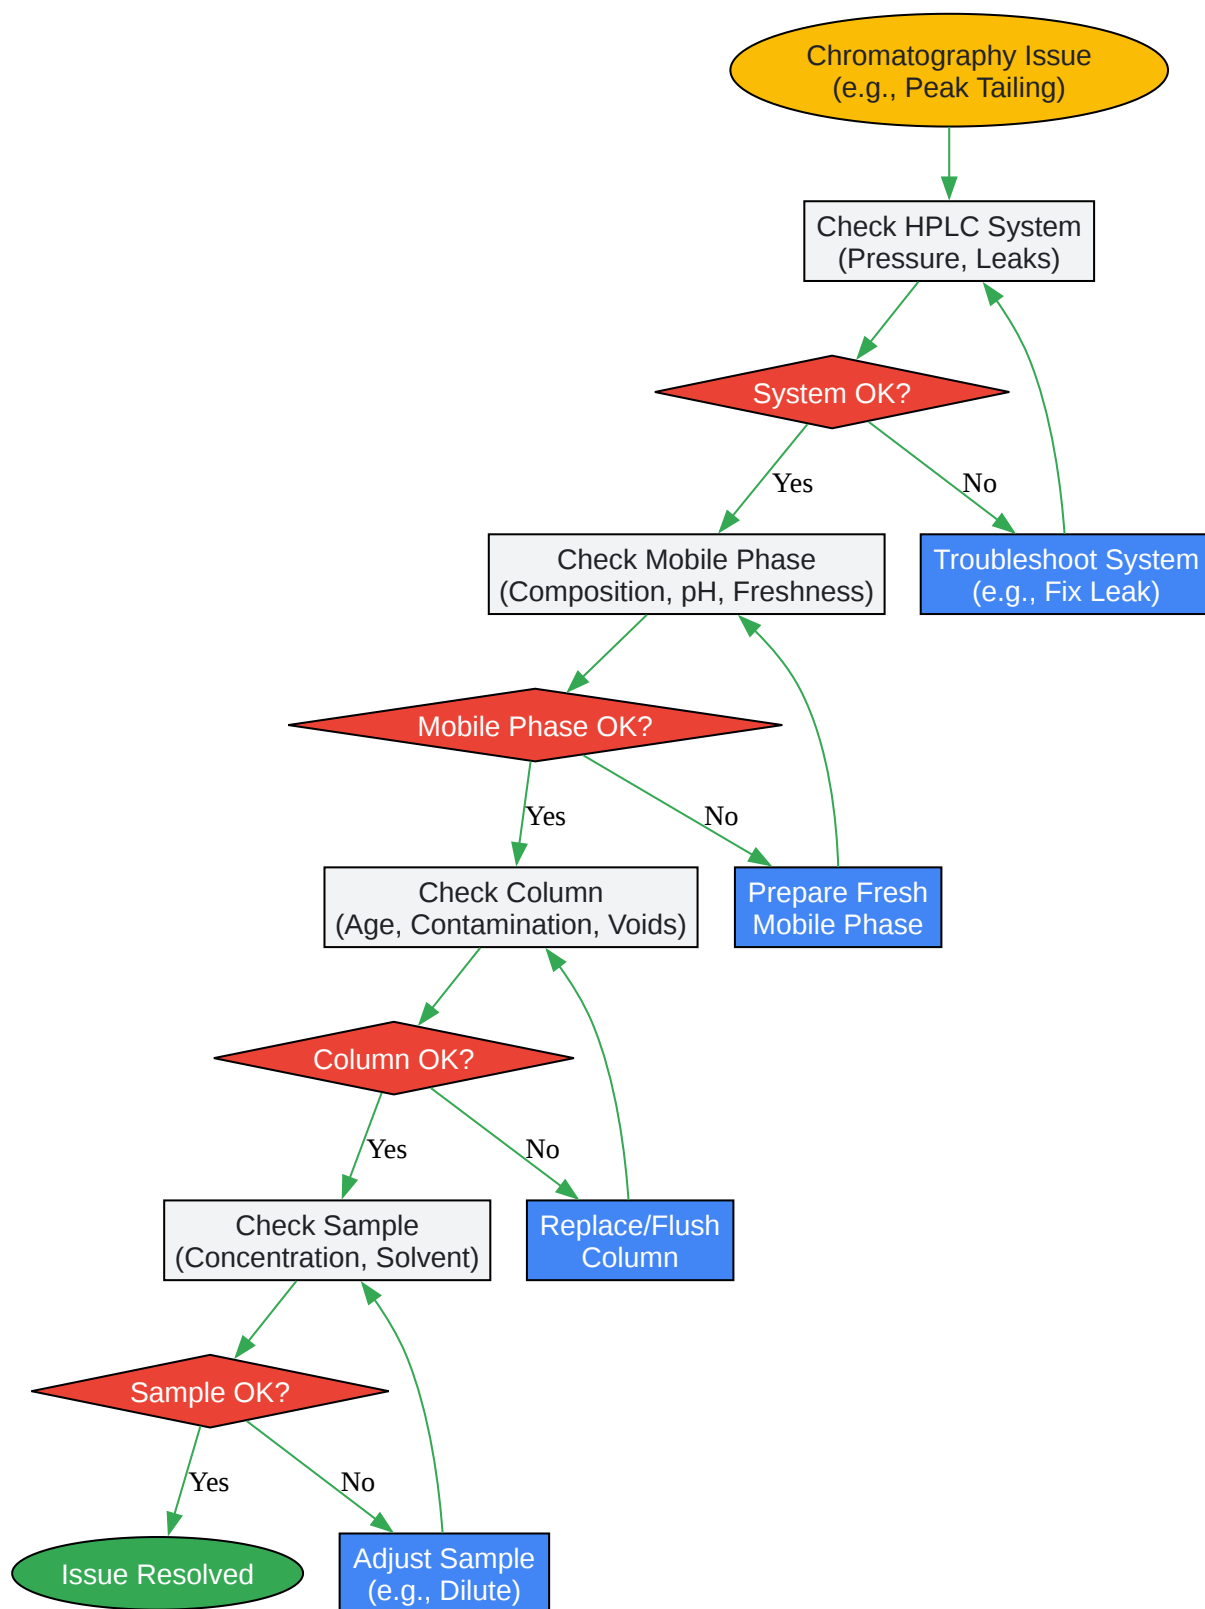 Chromatography Issue
(e.g., Peak Tailing)
Check HPLC System
(Pressure, Leaks)
System OK?
Yes
No
Check Mobile Phase
(Composition, pH, Freshness)
Troubleshoot System
(e.g., Fix Leak)
Mobile Phase OK?
Yes
No
Check Column
(Age, Contamination, Voids)
Prepare Fresh
Mobile Phase
Column OK?
Yes
No
Check Sample
(Concentration, Solvent)
Replace/Flush
Column
Sample OK?
Yes
No
Issue Resolved
Adjust Sample
(e.g., Dilute)